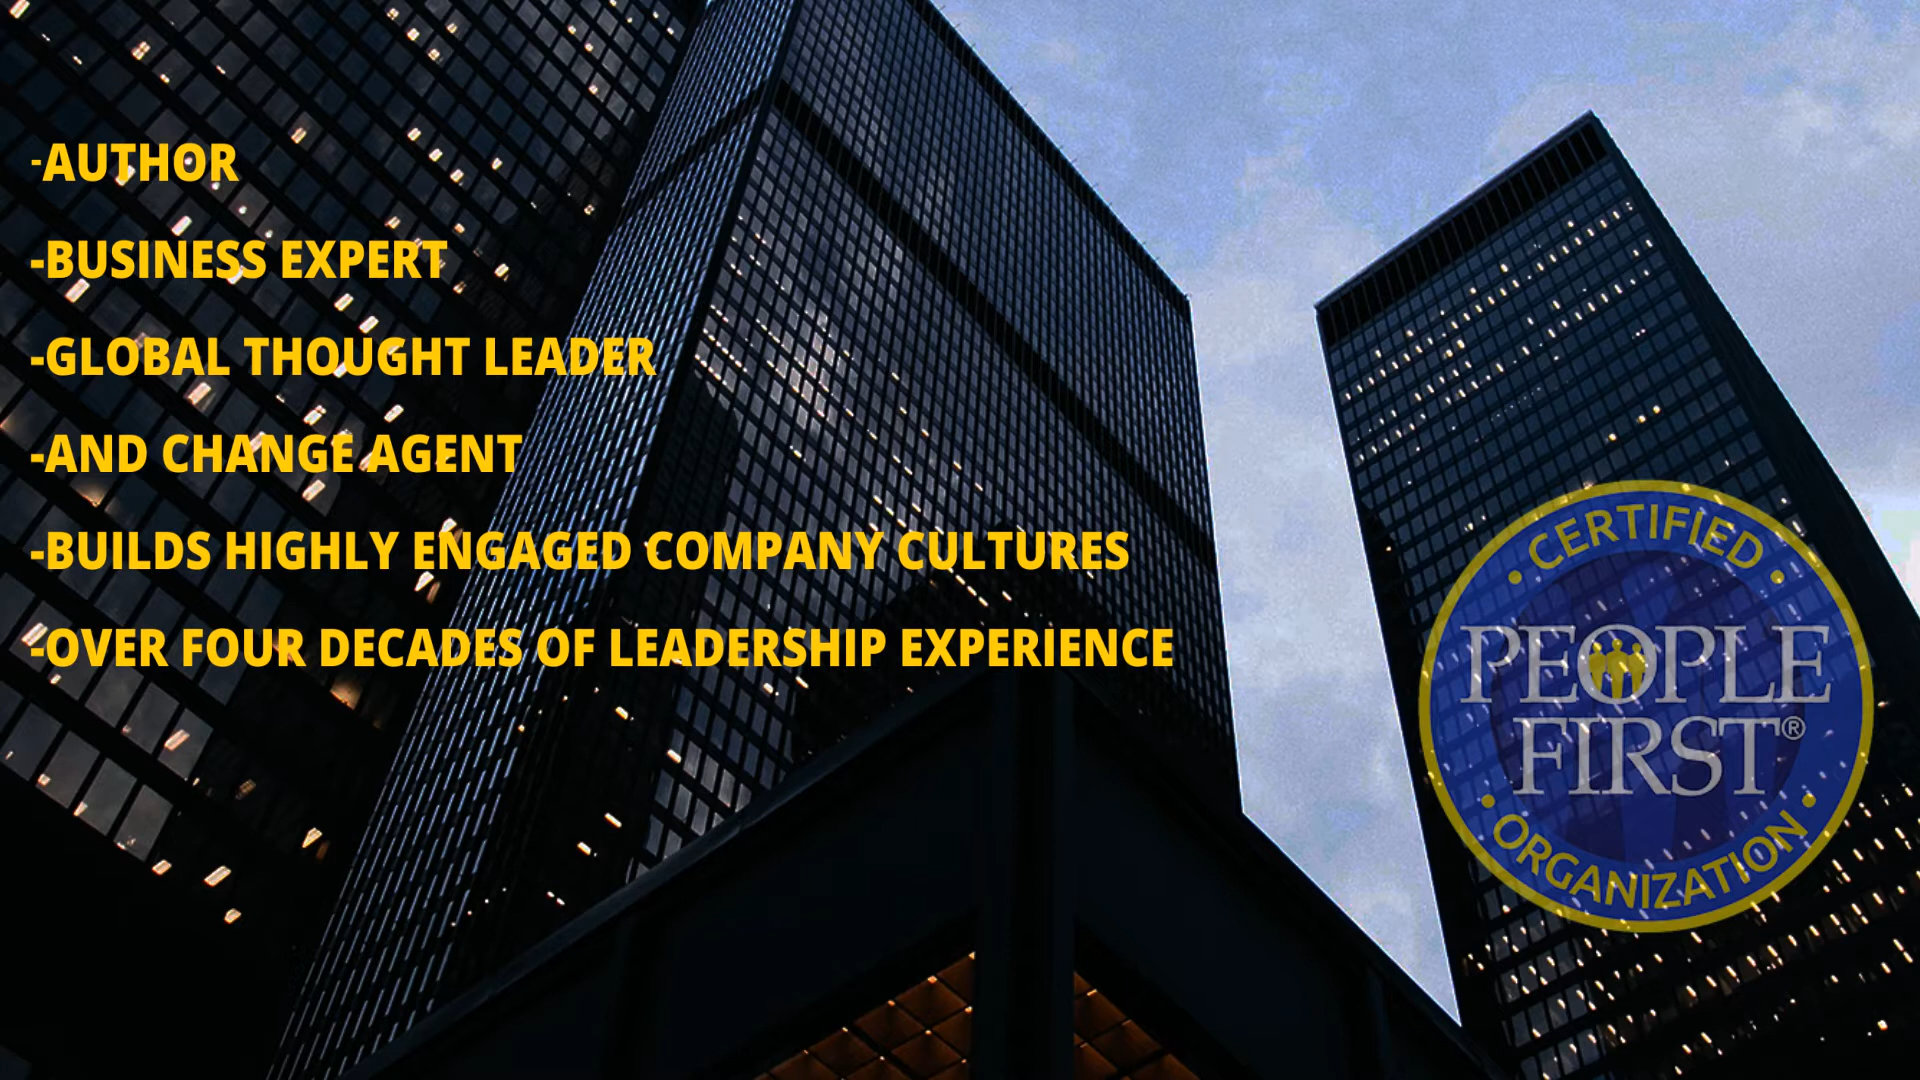 -AUTHOR
-BUSINESS EXPERT
-GLOBAL THOUGHT LEADER
-AND CHANGE AGENT
-BUILDS HIGHLY ENGAGED COMPANY CULTURES
-OVER FOUR DECADES OF LEADERSHIP EXPERIENCE
• CERTIFIED •
PEOPLE
FIRST®
• ORGANIZATION •